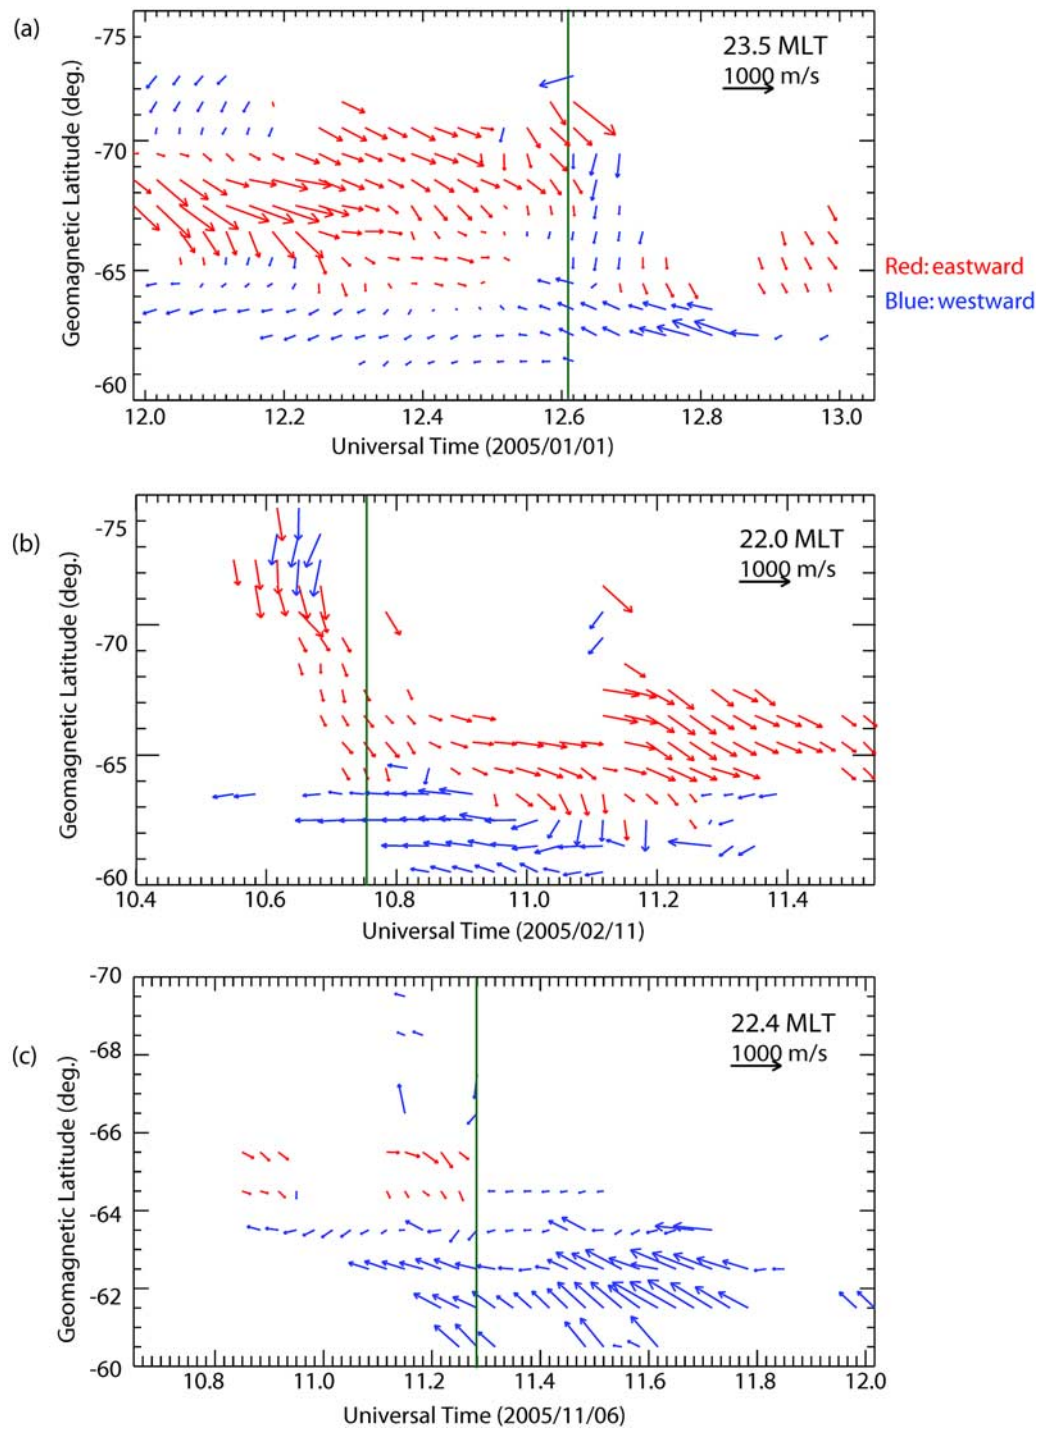 (a)
-75
-70
-65
-60
Geomagnetic Latitude (deg.)
23.5 MLT
1000 m/s
Red: eastward
Blue: westward
12.0 12.2 12.4 12.6 12.8 13.0
Universal Time (2005/01/01)
(b)
-75
-70
-65
-60
Geomagnetic Latitude (deg.)
22.0 MLT
1000 m/s
10.4 10.6 10.8 11.0 11.2 11.4
Universal Time (2005/02/11)
(c)
-70
-68
-66
-64
-62
-60
Geomagnetic Latitude (deg.)
22.4 MLT
1000 m/s
10.8 11.0 11.2 11.4 11.6 11.8 12.0
Universal Time (2005/11/06)